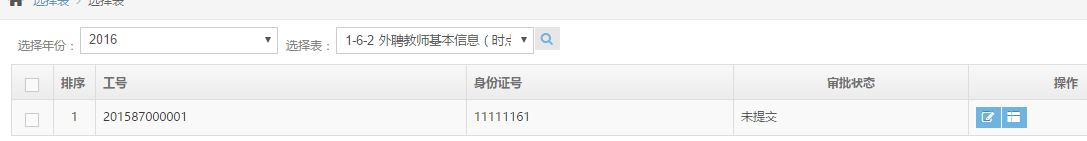 选择表 > 选择表
选择年份： 2016 选择表： 1-6-2 外聘教师基本信息（时点
排序 工号 身份证号 审批状态 操作
1 201587000001 11111161 未提交